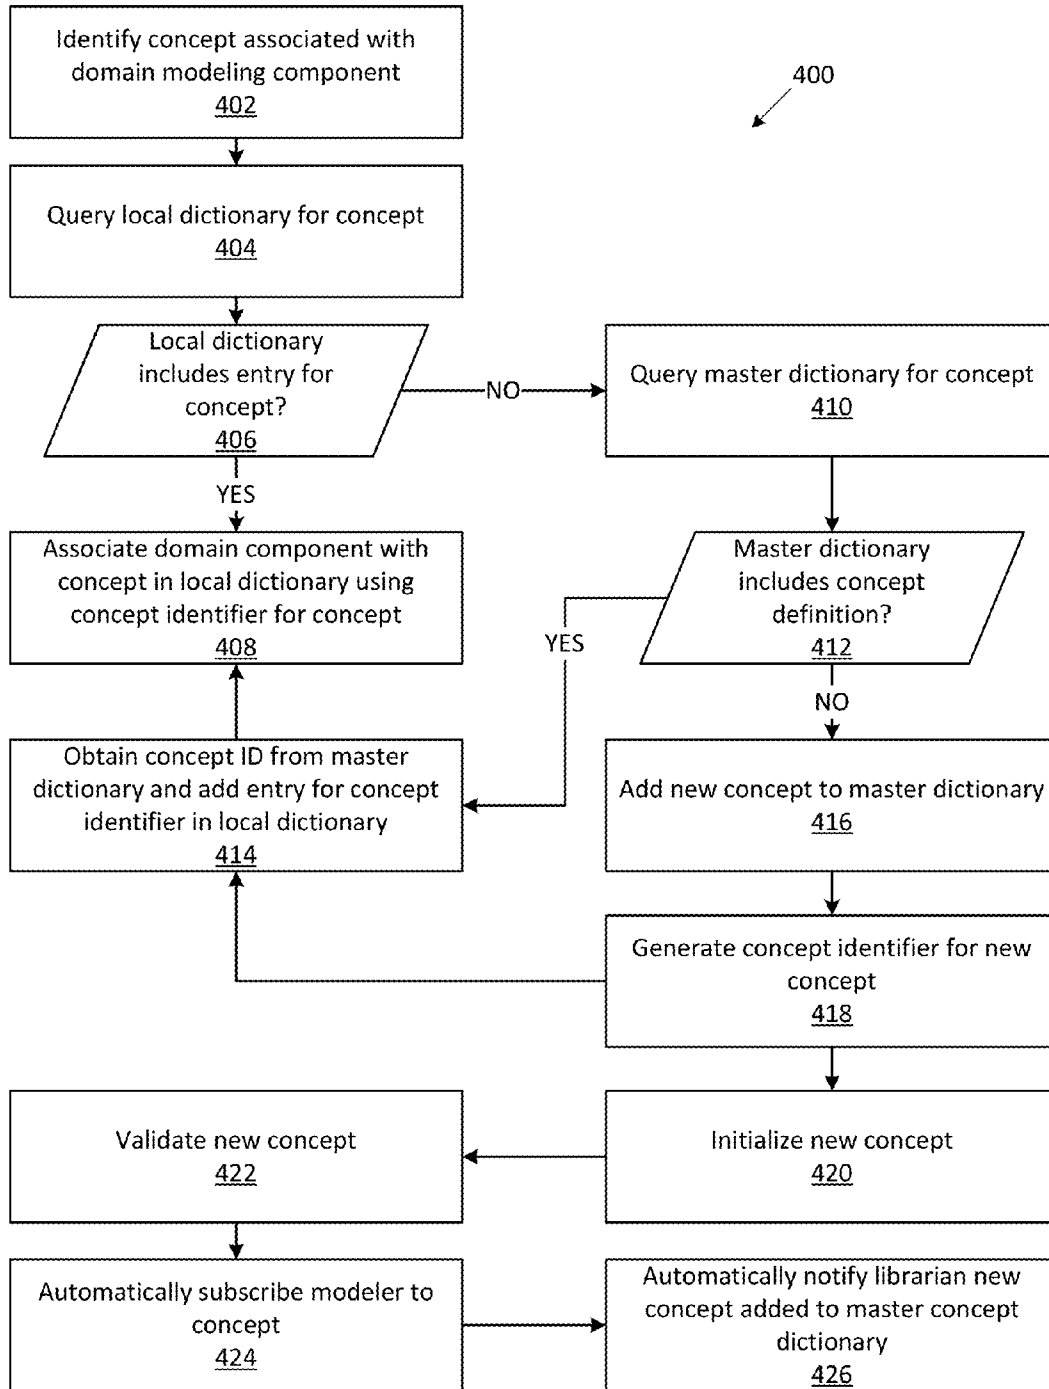 Identify concept associated with
domain modeling component
402
400
Query local dictionary for concept
404
Local dictionary
includes entry for
concept?
406
NO
Query master dictionary for concept
410
YES
Associate domain component with
concept in local dictionary using
concept identifier for concept
408
Master dictionary
includes concept
definition?
412
YES
NO
Obtain concept ID from master
dictionary and add entry for concept
identifier in local dictionary
414
Add new concept to master dictionary
416
Generate concept identifier for new
concept
418
Validate new concept
422
Initialize new concept
420
Automatically subscribe modeler to
concept
424
Automatically notify librarian new
concept added to master concept
dictionary
426